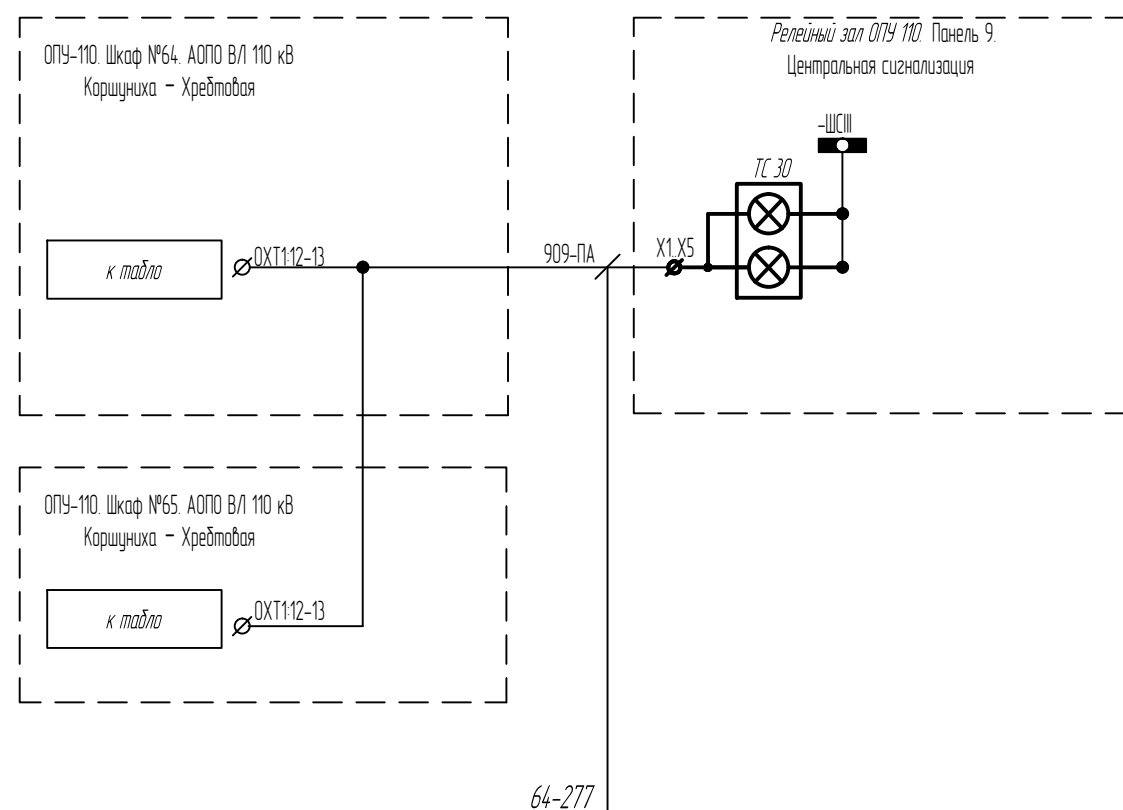 ОПУ-110. Шкаф №64. АОПО ВЛ 110 кВ
Коршуниха - Хребтовая
к табло
0XT1:12-13
909-ПА
Релейный зал ОПУ 110. Панель 9.
Центральная сигнализация
-ШСIII
ТС 30
X1..X5
ОПУ-110. Шкаф №65. АОПО ВЛ 110 кВ
Коршуниха - Хребтовая
к табло
0XT1:12-13
64-277